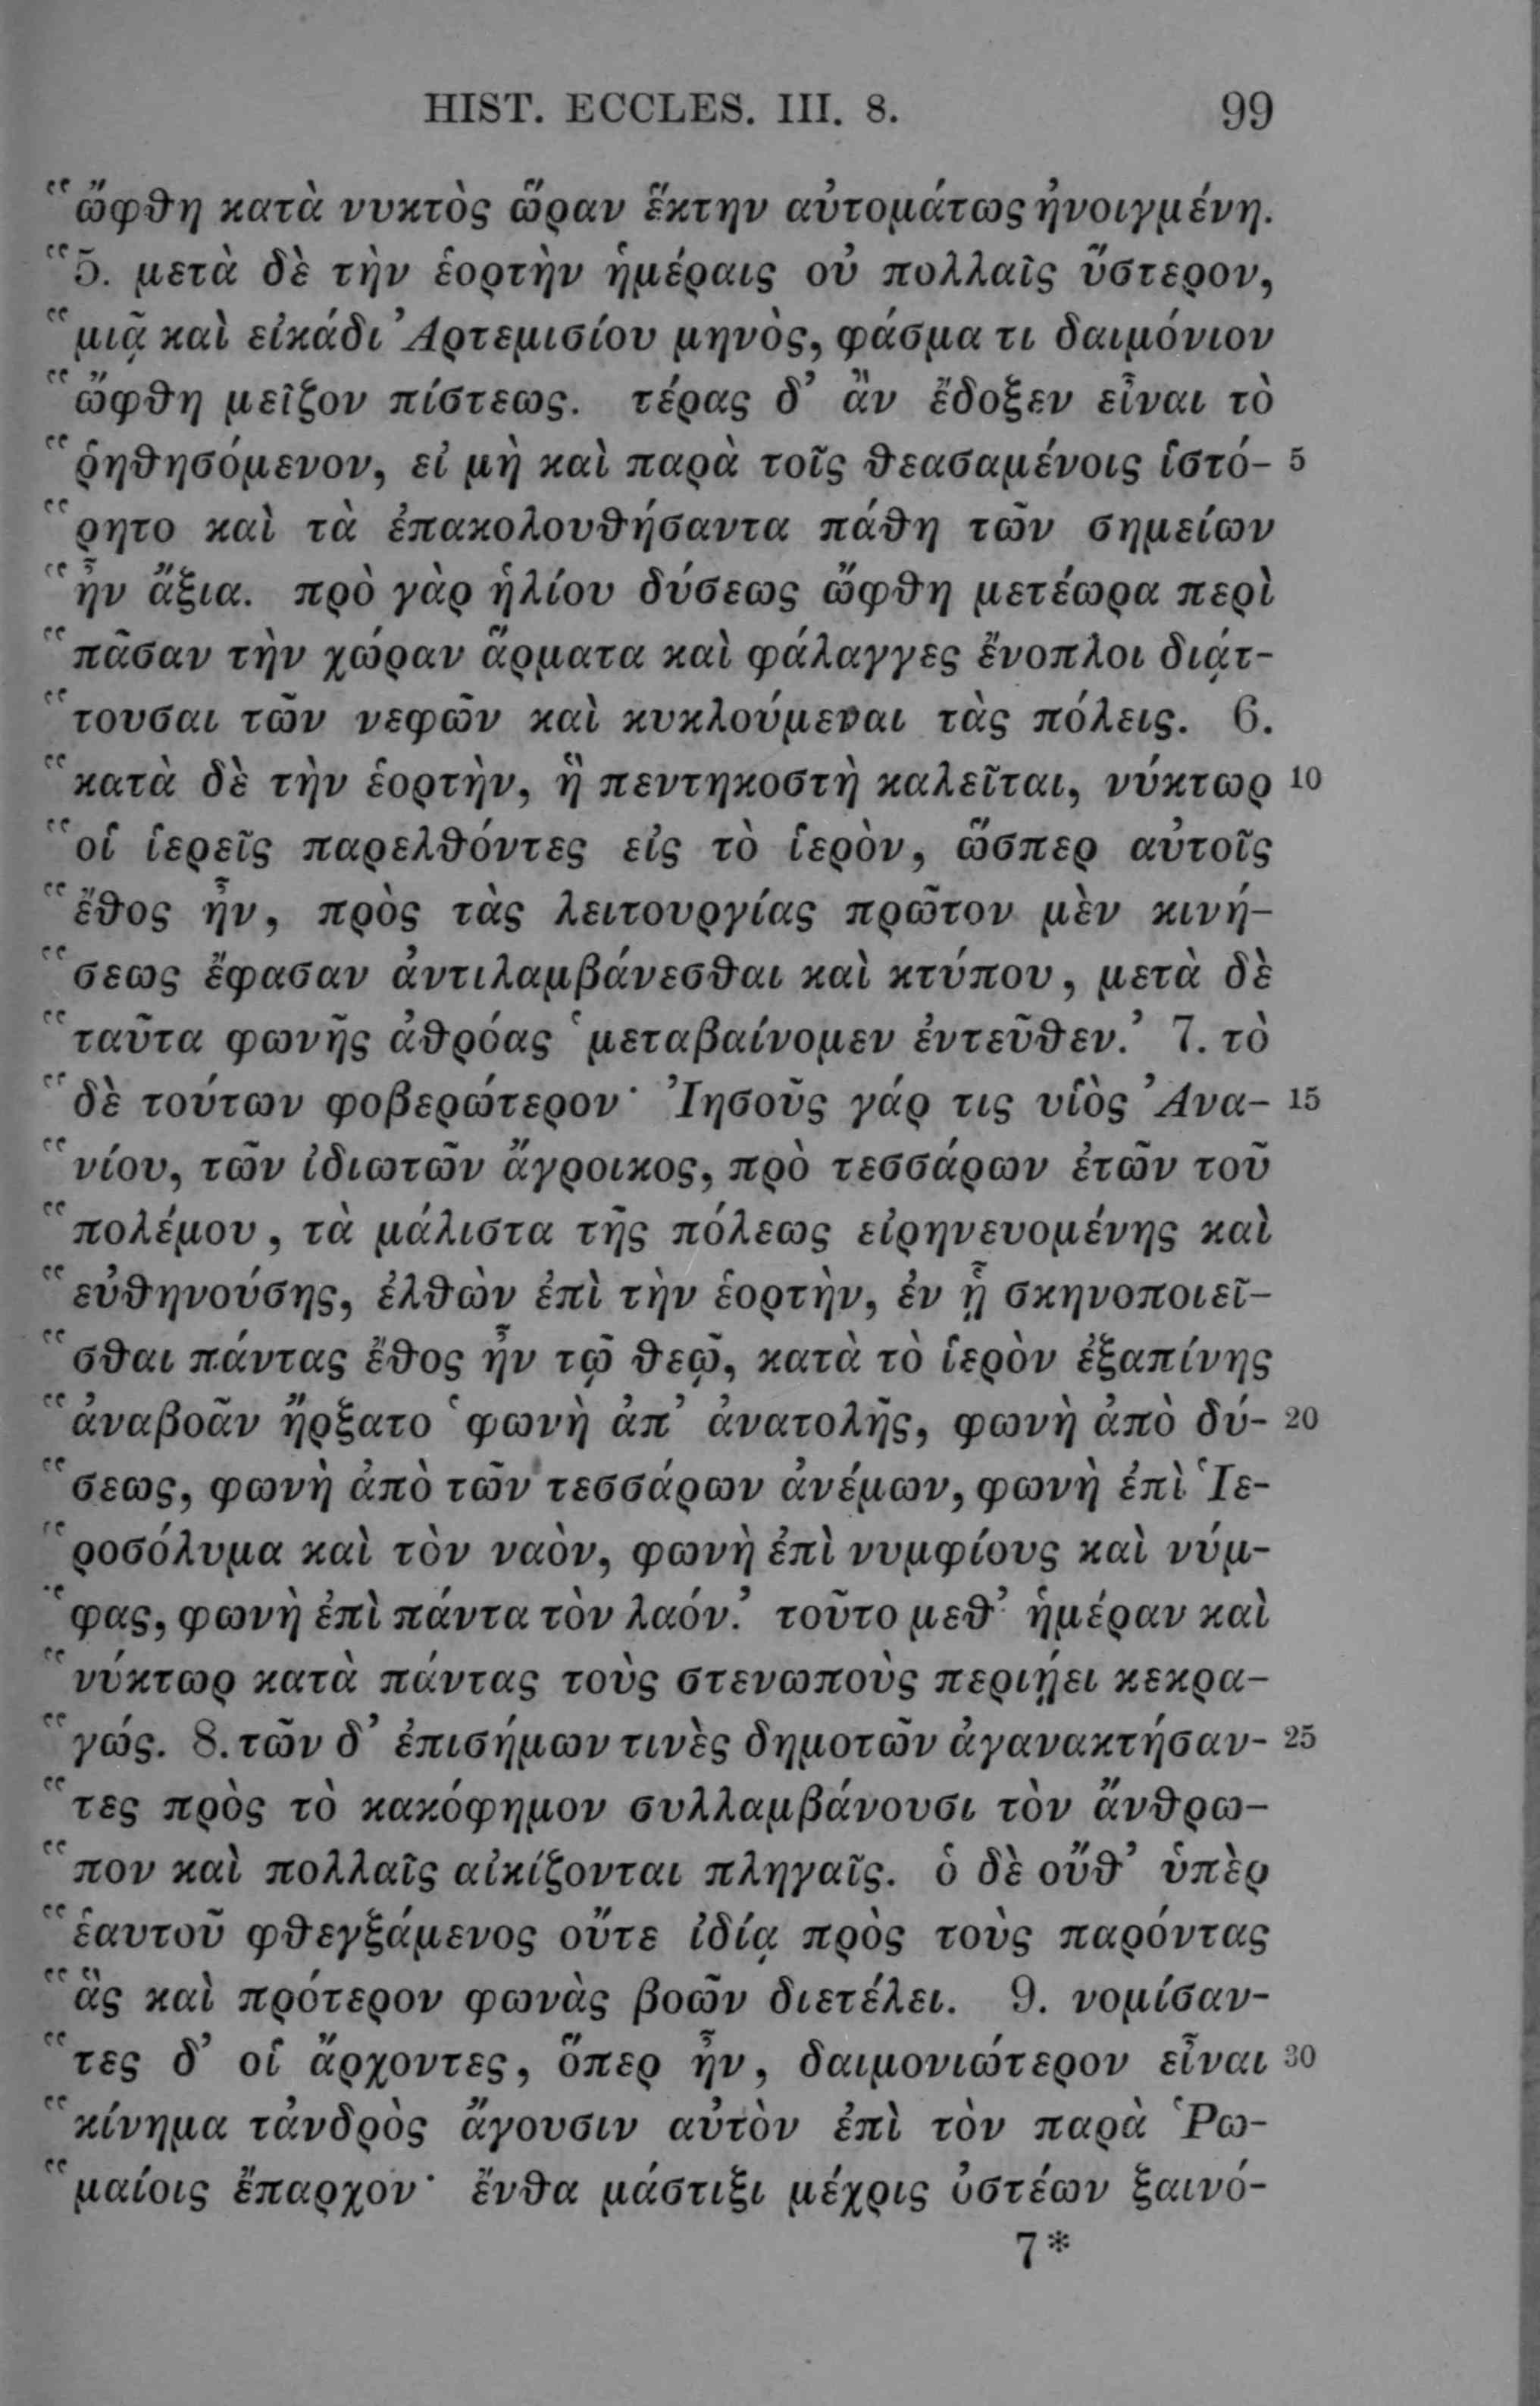 HIST. ECCLES. III. 8. 99
“ὤφθη κατὰ νυκτὸς ὥραν ἕκτην αὐτομάτως ἠνοιγμένη.
“5. μετὰ δὲ τὴν ἑορτὴν ἡμέραις οὐ πολλαῖς ὕστερον,
“μιᾷ καὶ εἰκάδι Ἀρτεμισίου μηνὸς, φάσμα τι δαιμόνιον
“ὤφθη μεῖζον πίστεως. τέρας δ’ ἂν ἔδοξεν εἶναι τὸ
“ῥηθησόμενον, εἰ μὴ καὶ παρὰ τοῖς θεασαμένοις ἱστό- 5
“ρητο καὶ τὰ ἐπακολουθήσαντα πάθη τῶν σημείων
“ἦν ἄξια. πρὸ γὰρ ἡλίου δύσεως ὤφθη μετέωρα περὶ
“πᾶσαν τὴν χώραν ἅρματα καὶ φάλαγγες ἔνοπλοι διᾴτ-
“τουσαι τῶν νεφῶν καὶ κυκλούμεναι τὰς πόλεις. 6.
“κατὰ δὲ τὴν ἑορτὴν, ἣ πεντηκοστὴ καλεῖται, νύκτωρ 10
“οἱ ἱερεῖς παρελθόντες εἰς τὸ ἱερὸν, ὥσπερ αὐτοῖς
“ἔθος ἦν, πρὸς τὰς λειτουργίας πρῶτον μὲν κινή-
“σεως ἔφασαν ἀντιλαμβάνεσθαι καὶ κτύπου, μετὰ δὲ
“ταῦτα φωνῆς ἀθρόας ‘μεταβαίνομεν ἐντεῦθεν.’ 7. τὸ
“δὲ τούτων φοβερώτερον· Ἰησοῦς γάρ τις υἱὸς Ἀνα- 15
“νίου, τῶν ἰδιωτῶν ἄγροικος, πρὸ τεσσάρων ἐτῶν τοῦ
“πολέμου, τὰ μάλιστα τῆς πόλεως εἰρηνευομένης καὶ
“εὐθηνούσης, ἐλθὼν ἐπὶ τὴν ἑορτὴν, ἐν ᾗ σκηνοποιεῖ-
“σθαι πάντας ἔθος ἦν τῷ θεῷ, κατὰ τὸ ἱερὸν ἐξαπίνης
“ἀναβοᾶν ἤρξατο ‘φωνὴ ἀπ’ ἀνατολῆς, φωνὴ ἀπὸ δύ- 20
“σεως, φωνὴ ἀπὸ τῶν τεσσάρων ἀνέμων, φωνὴ ἐπὶ Ἱε-
“ροσόλυμα καὶ τὸν ναὸν, φωνὴ ἐπὶ νυμφίους καὶ νύμ-
“φας, φωνὴ ἐπὶ πάντα τὸν λαόν.’ τοῦτο μεθ’ ἡμέραν καὶ
“νύκτωρ κατὰ πάντας τοὺς στενωποὺς περιῄει κεκρα-
“γώς. 8. τῶν δ’ ἐπισήμων τινὲς δημοτῶν ἀγανακτήσαν- 25
“τες πρὸς τὸ κακόφημον συλλαμβάνουσι τὸν ἄνθρω-
“πον καὶ πολλαῖς αἰκίζονται πληγαῖς. ὁ δὲ οὔθ’ ὑπὲρ
“ἑαυτοῦ φθεγξάμενος οὔτε ἰδίᾳ πρὸς τοὺς παρόντας
“ἃς καὶ πρότερον φωνὰς βοῶν διετέλει. 9. νομίσαν-
“τες δ’ οἱ ἄρχοντες, ὅπερ ἦν, δαιμονιώτερον εἶναι 30
“κίνημα τἀνδρὸς ἄγουσιν αὐτὸν ἐπὶ τὸν παρὰ Ῥω-
“μαίοις ἔπαρχον· ἔνθα μάστιξι μέχρις ὀστέων ξαινό-
7*